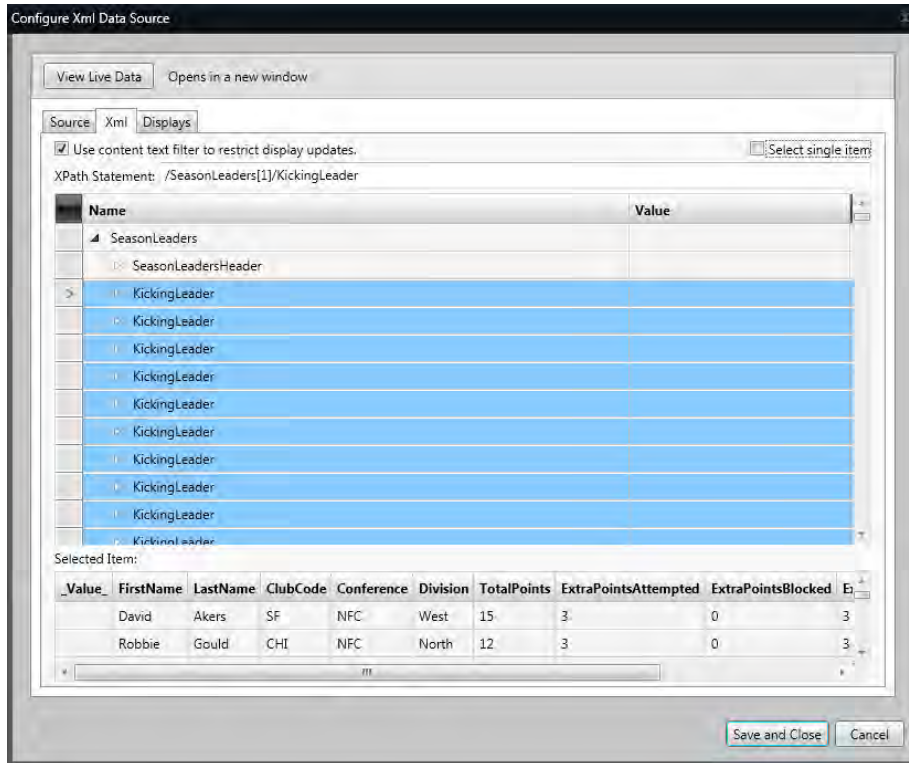 Configure Xml Data Source
View Live Data Opens in a new window
Source Xml Displays
Use content text filter to restrict display updates. Select single item
XPath Statement: /SeasonLeaders[1]/KickingLeader
Name Value
SeasonLeaders
SeasonLeadersHeader
KickingLeader
KickingLeader
KickingLeader
KickingLeader
KickingLeader
KickingLeader
KickingLeader
KickingLeader
KickingLeader
KickingLeader
Selected Item:
_Value_ FirstName LastName ClubCode Conference Division TotalPoints ExtraPointsAttempted ExtraPointsBlocked
David Akers SF NFC West 15 3 0 3
Robbie Gould CHI NFC North 12 3 0 3
Save and Close Cancel